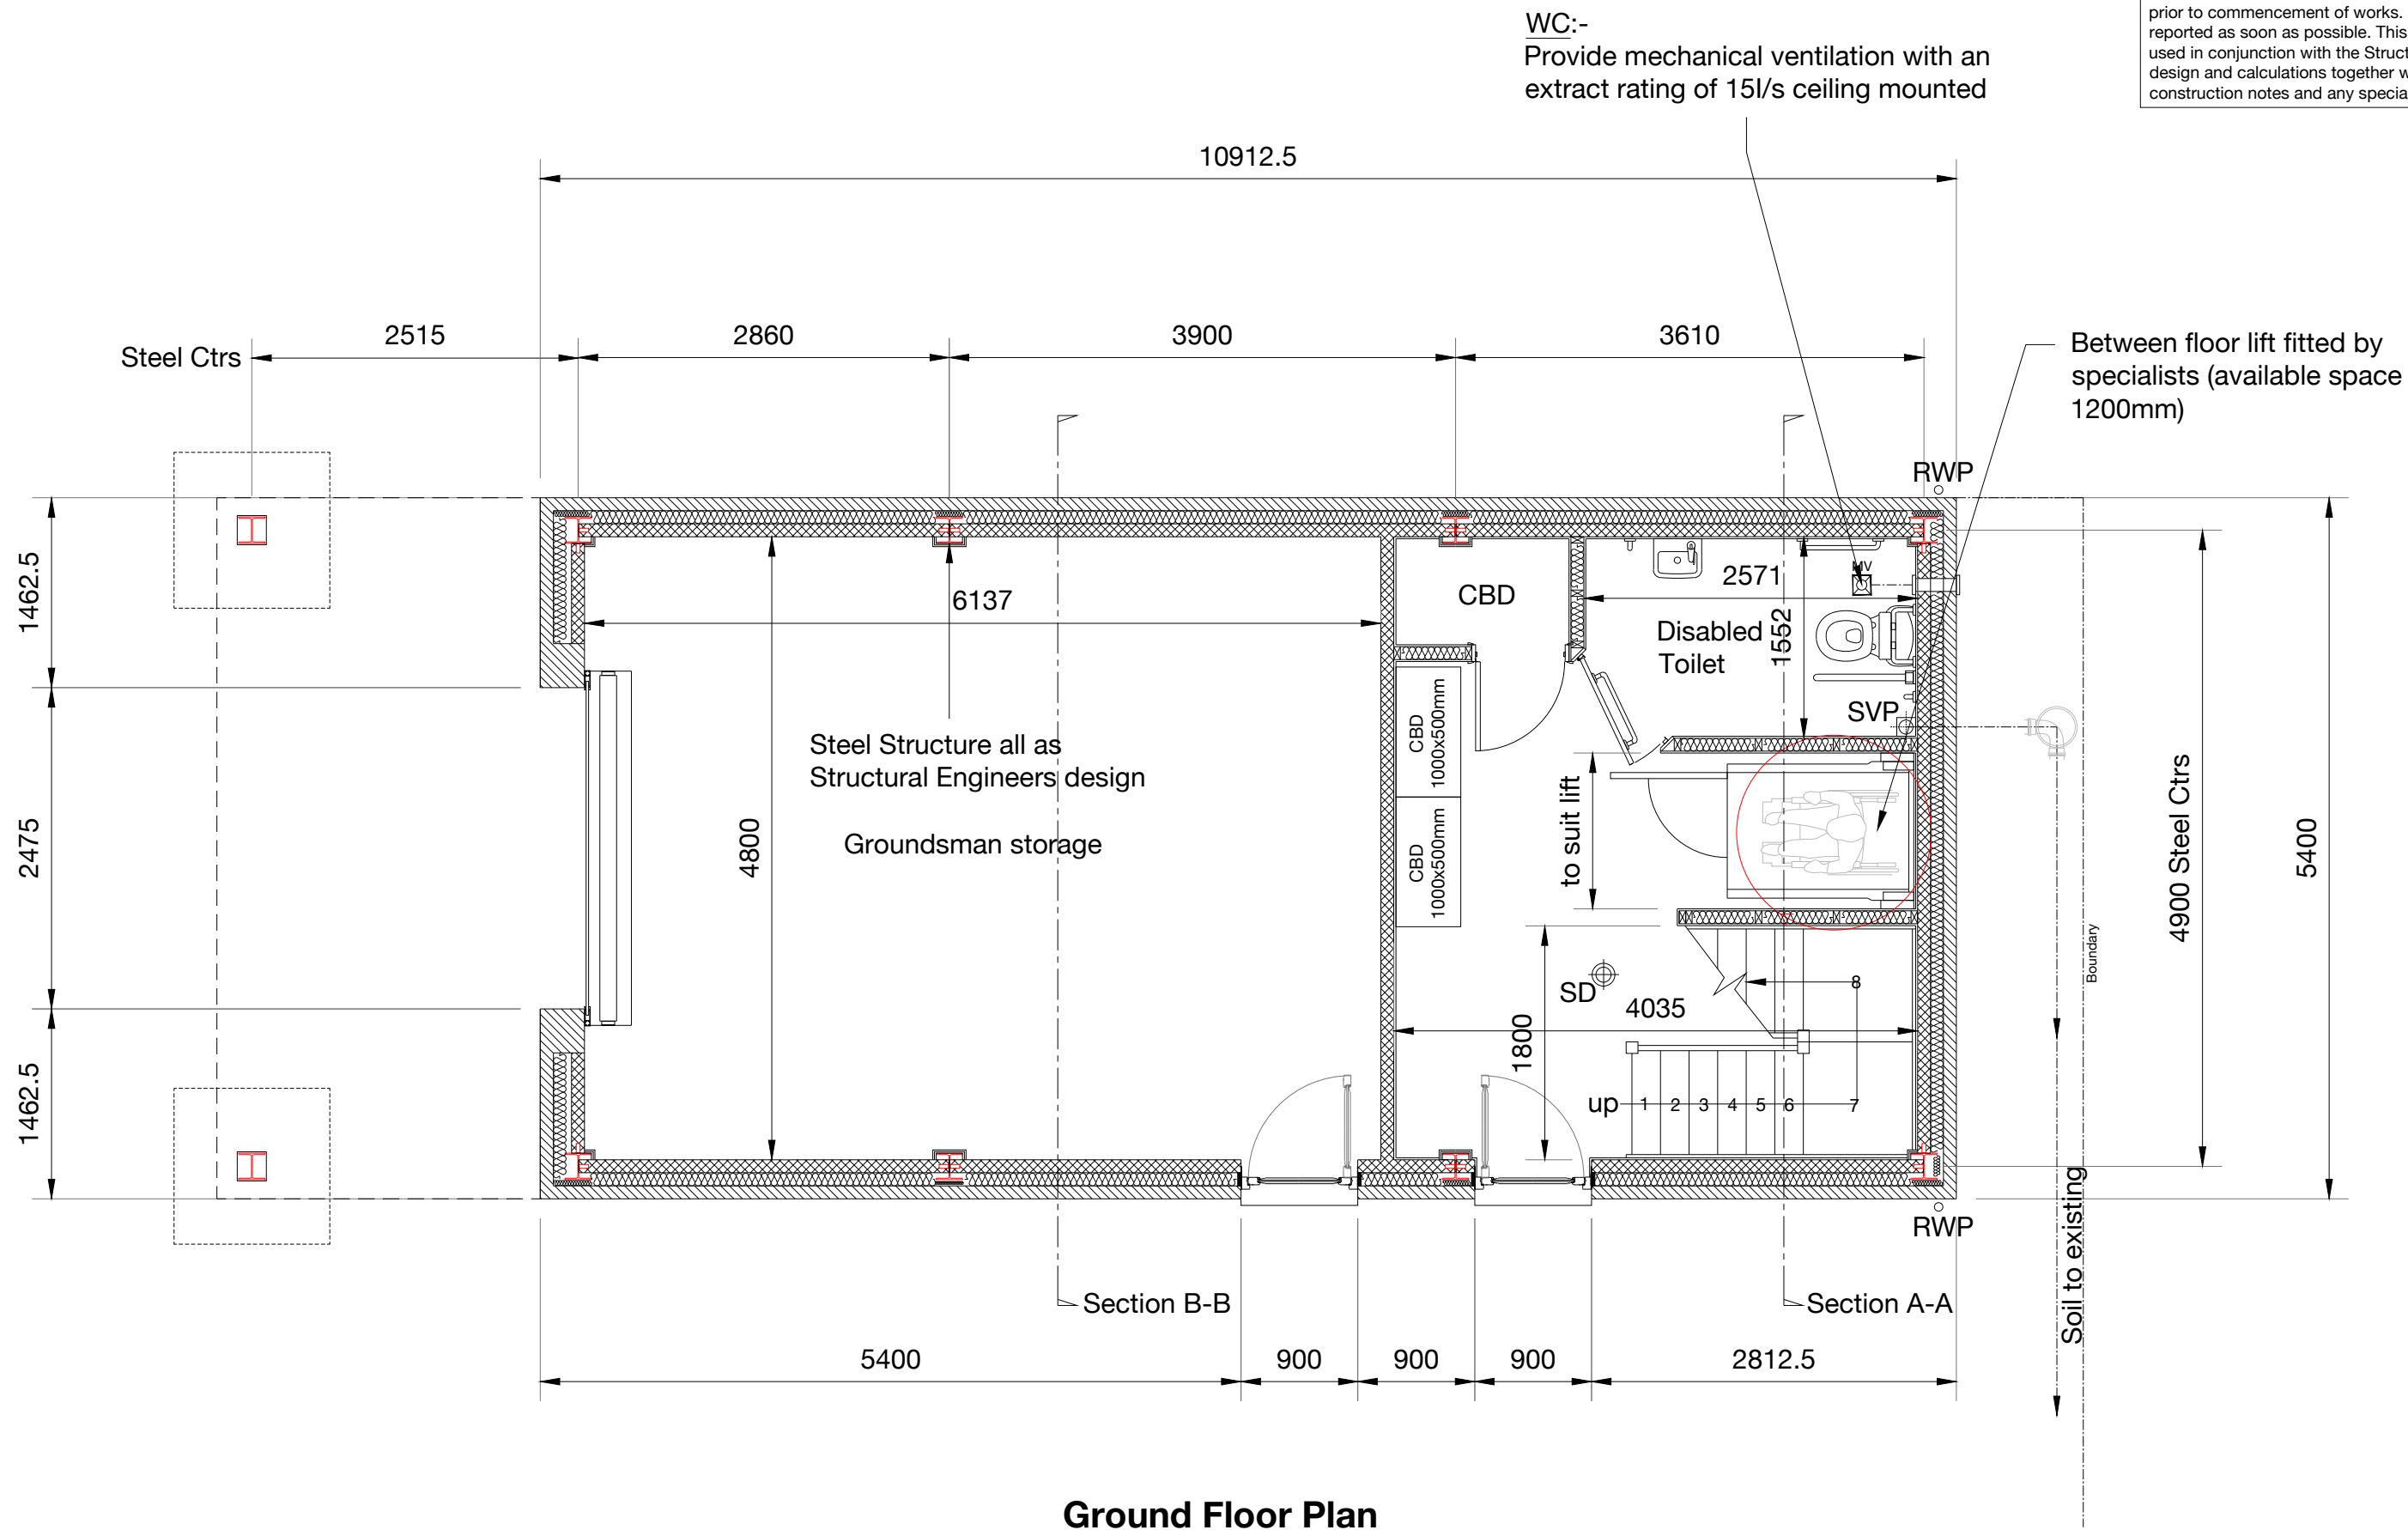 WC:-
Provide mechanical ventilation with an
extract rating of 15l/s ceiling mounted
prior to commencement of works.
reported as soon as possible. This
used in conjunction with the Struct
design and calculations together w
construction notes and any specia
10912.5
Steel Ctrs
2515
2860
3900
3610
Between floor lift fitted by
specialists (available space
1200mm)
RWP
1462.5
2475
1462.5
6137
4800
Steel Structure all as
Structural Engineers design
Groundsman storage
CBD
CBD
1000x500mm
CBD
1000x500mm
2571
MV
1552
Disabled
Toilet
SVP
to suit lift
SD
4035
1800
8
up
1
2
3
4
5
6
7
4900 Steel Ctrs
5400
Boundary
RWP
Soil to existing
Section B-B
Section A-A
5400
900
900
900
2812.5
Ground Floor Plan